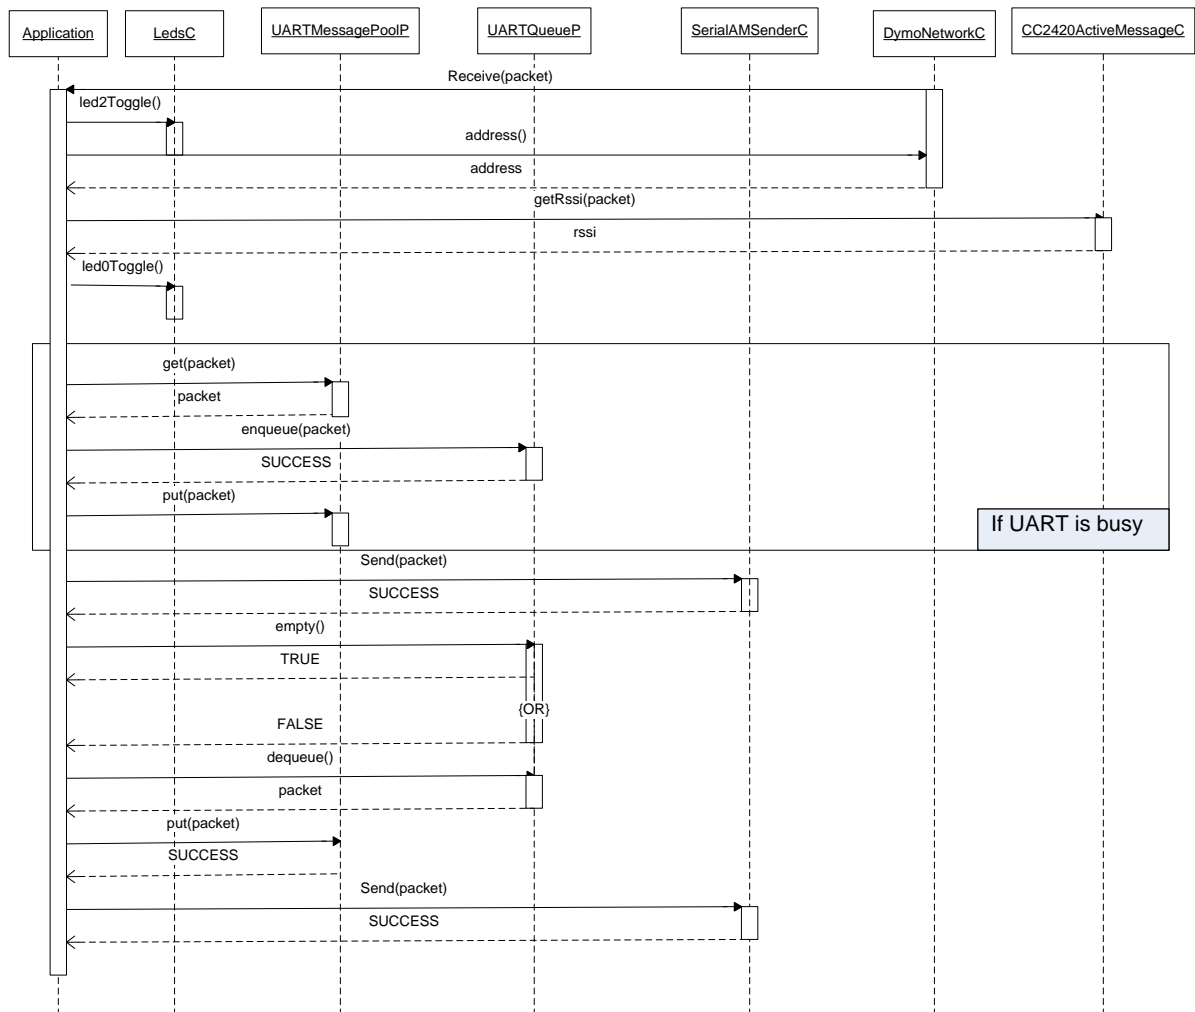 Application
LedsC
UARTMessagePoolP
UARTQueueP
SerialAMSenderC
DymoNetworkC
CC2420ActiveMessageC
Receive(packet)
led2Toggle()
address()
address
getRssi(packet)
rssi
led0Toggle()
get(packet)
packet
enqueue(packet)
SUCCESS
put(packet)
If UART is busy
Send(packet)
SUCCESS
empty()
TRUE
{OR}
FALSE
dequeue()
packet
put(packet)
SUCCESS
Send(packet)
SUCCESS